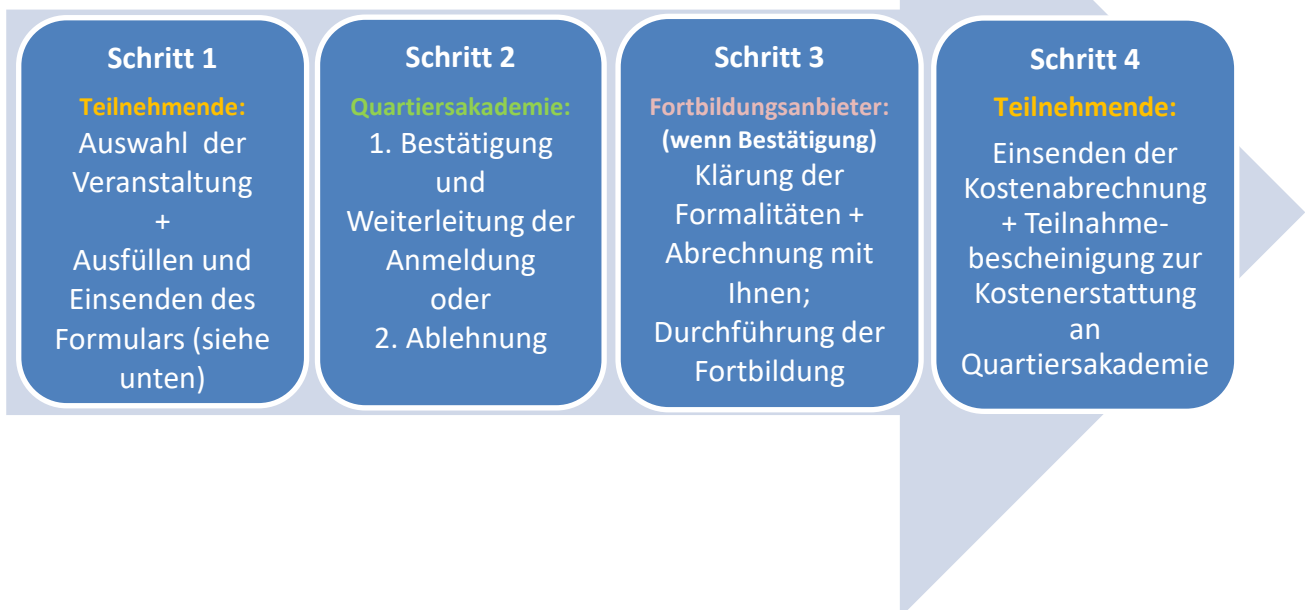 Schritt 1
Teilnehmende:
Auswahl der
Veranstaltung
+
Ausfüllen und
Einsenden des
Formulars (siehe
unten)
Schritt 2
Quartiersakademie:
1. Bestätigung
und
Weiterleitung der
Anmeldung
oder
2. Ablehnung
Schritt 3
Fortbildungsanbieter:
(wenn Bestätigung)
Klärung der
Formalitäten +
Abrechnung mit
Ihnen;
Durchführung der
Fortbildung
Schritt 4
Teilnehmende:
Einsenden der
Kostenabrechnung
+ Teilnahme-
bescheinigung zur
Kostenerstattung
an
Quartiersakademie